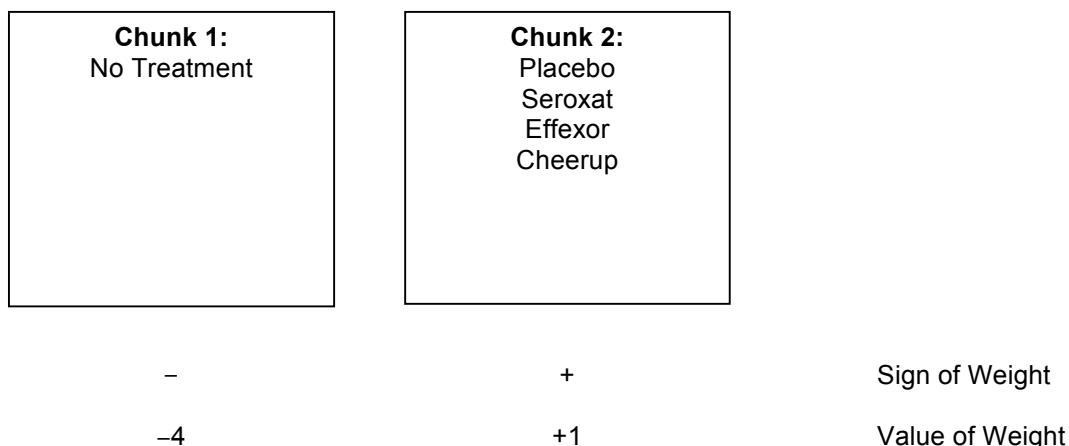 Chunk 1:
No Treatment
Chunk 2:
Placebo
Seroxat
Effexor
Cheerup
− + Sign of Weight
−4 +1 Value of Weight